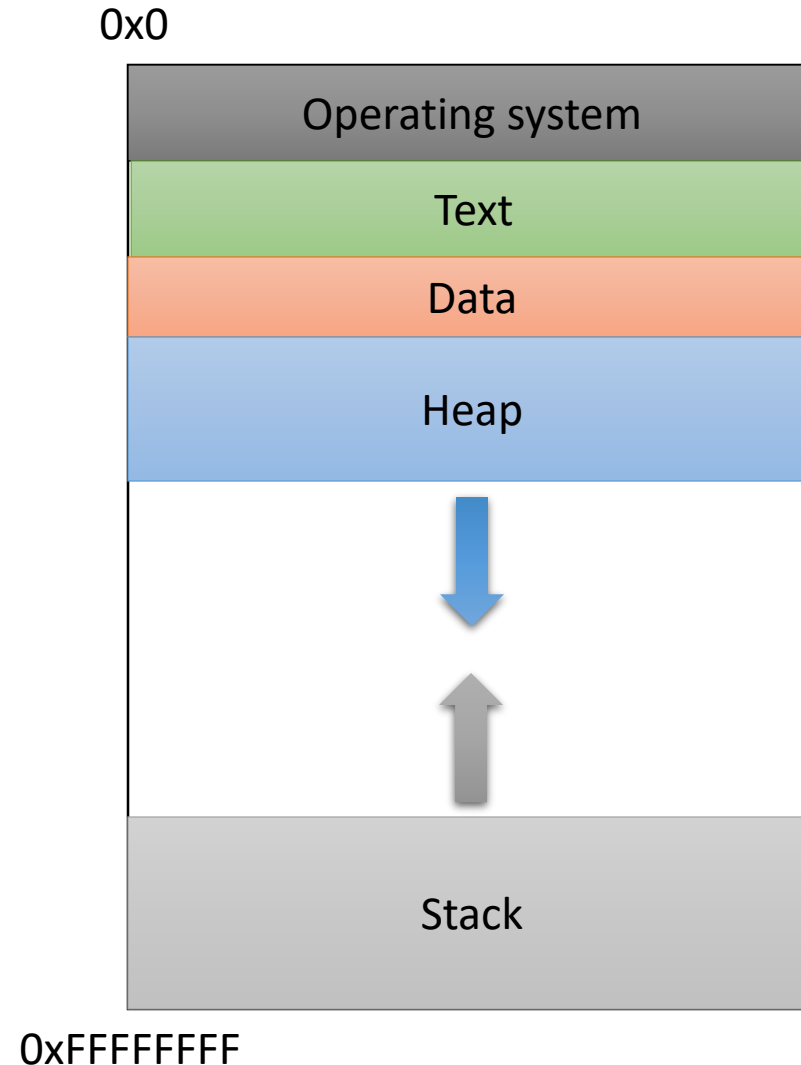 0x0
Operating system
Text
Data
Heap
Stack
0xFFFFFFFF